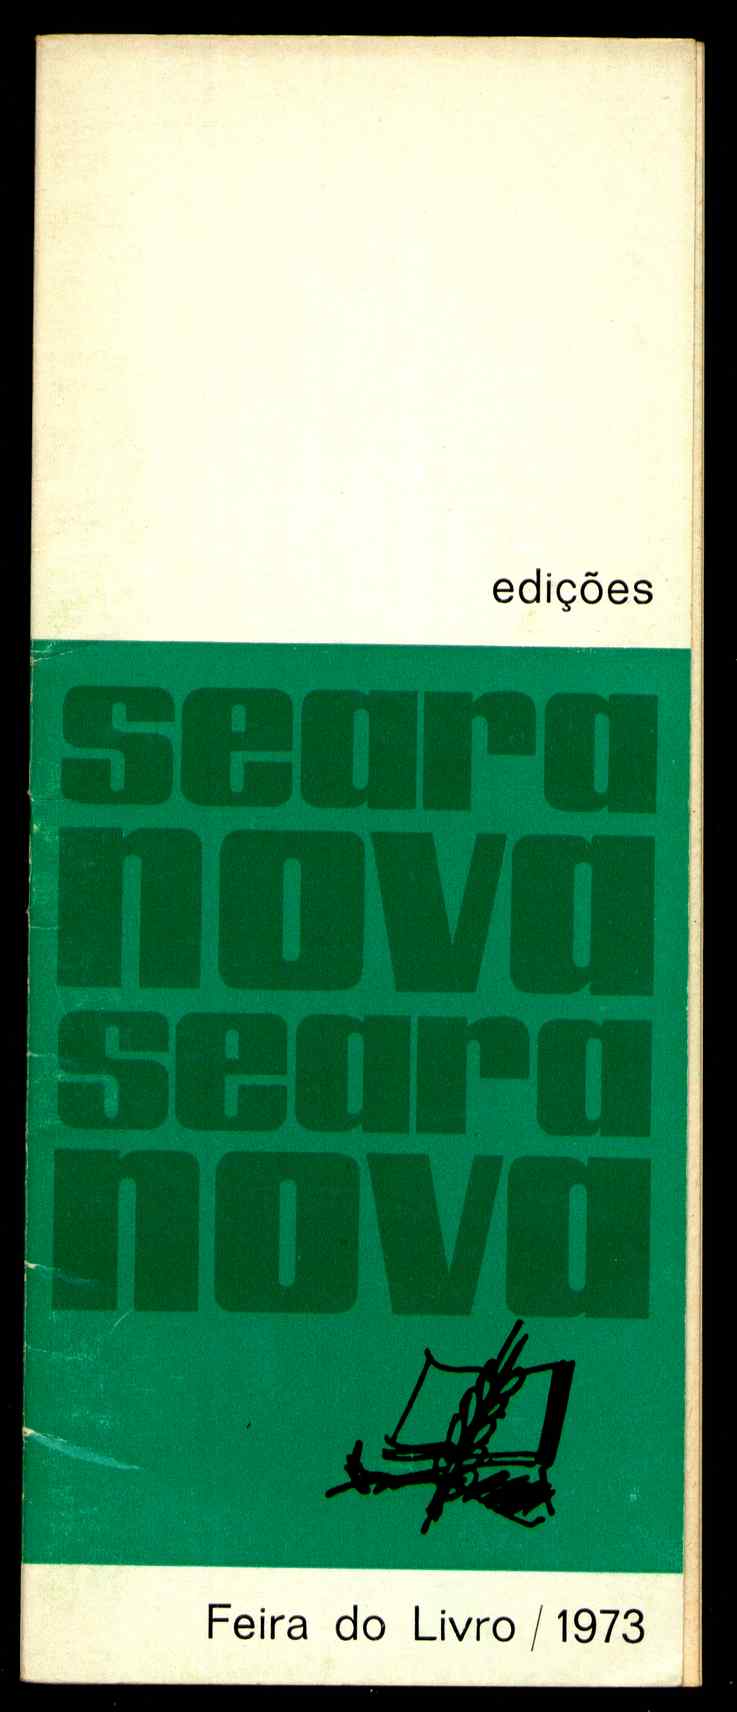 edições
seara
nova
seara
nova
Feira do Livro / 1973